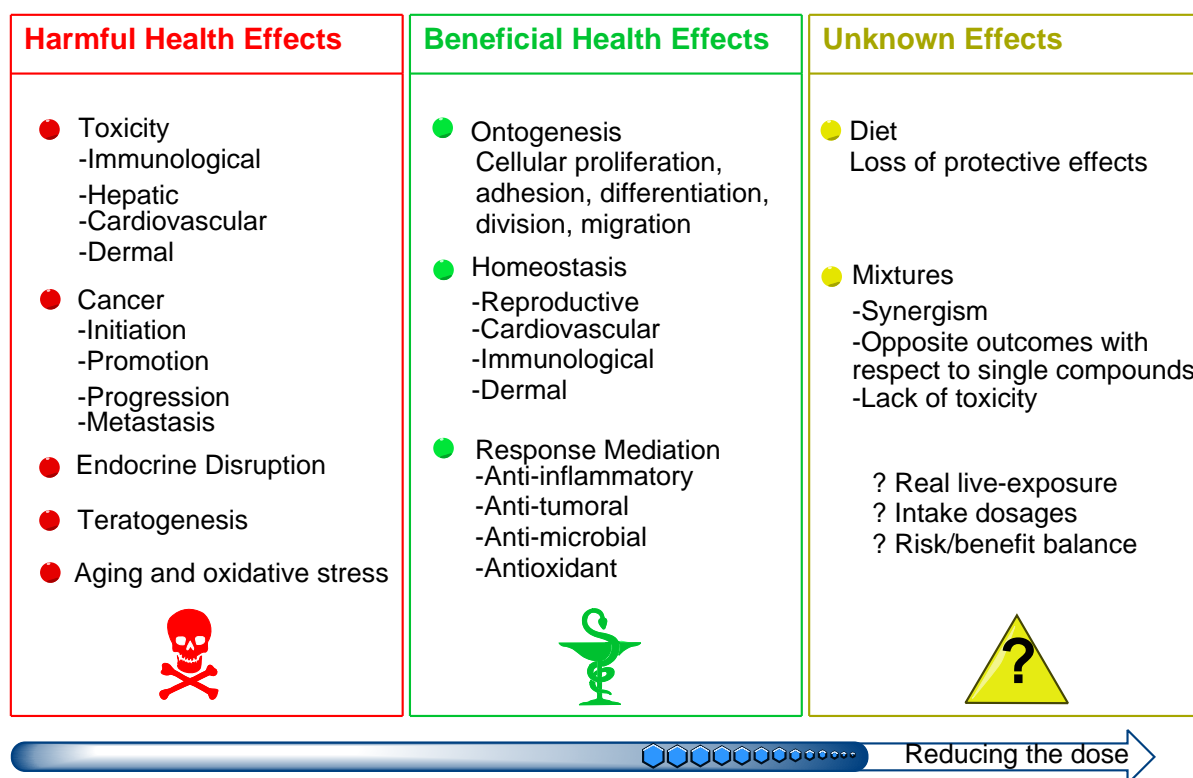 Harmful Health Effects
Toxicity
-Immunological
-Hepatic
-Cardiovascular
-Dermal
Cancer
-Initiation
-Promotion
-Progression
-Metastasis
Endocrine Disruption
Teratogenesis
Aging and oxidative stress
Beneficial Health Effects
Ontogenesis
Cellular proliferation,
adhesion, differentiation,
division, migration
Homeostasis
-Reproductive
-Cardiovascular
-Immunological
-Dermal
Response Mediation
-Anti-inflammatory
-Anti-tumoral
-Anti-microbial
-Antioxidant
Unknown Effects
Diet
Loss of protective effects
Mixtures
-Synergism
-Opposite outcomes with
respect to single compounds
-Lack of toxicity
? Real live-exposure
? Intake dosages
? Risk/benefit balance
?
Reducing the dose